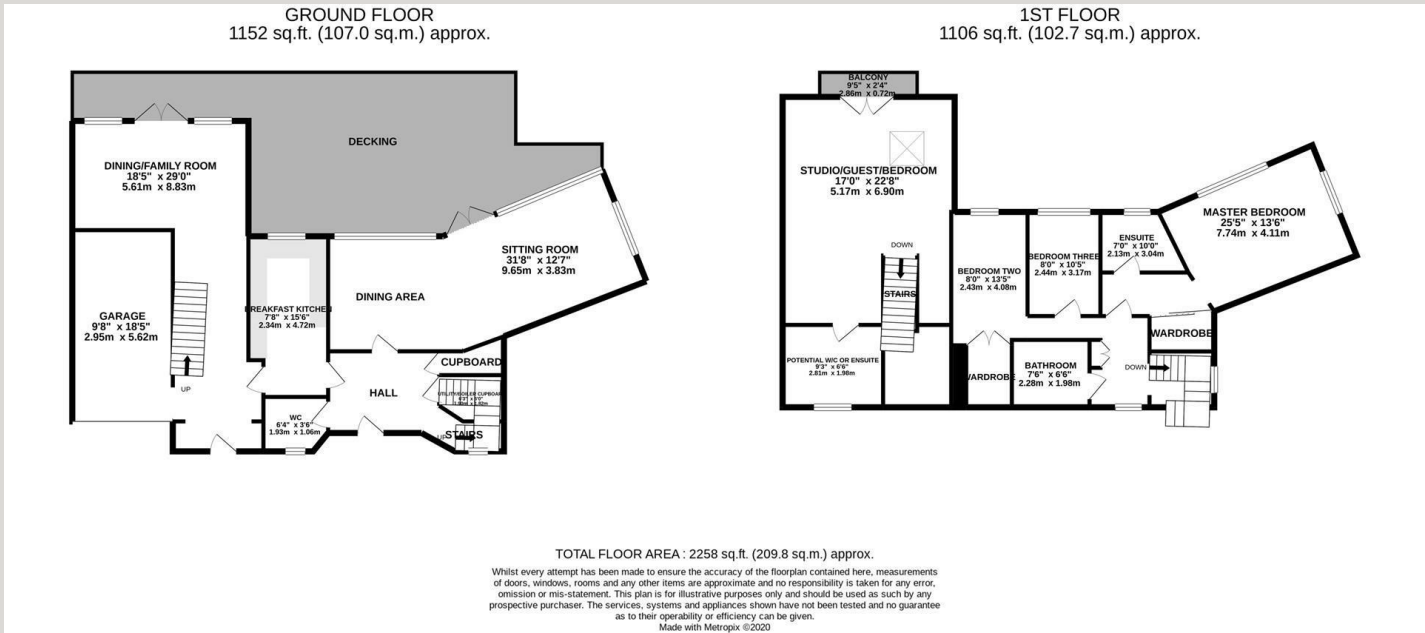 GROUND FLOOR
1152 sq.ft. (107.0 sq.m.) approx.
DECKING
DINING/FAMILY ROOM
18'5" x 29'0"
5.61m x 8.83m
SITTING ROOM
31'8" x 12'7"
9.65m x 3.83m
DINING AREA
GARAGE
9'8" x 18'5"
2.95m x 5.62m
BREAKFAST KITCHEN
7'8" x 15'6"
2.34m x 4.72m
UP
CUPBOARD
HALL
UTILITY/BOILER CUPBOARD
WC
6'4" x 3'6"
1.93m x 1.06m
UP
STAIRS
1ST FLOOR
1106 sq.ft. (102.7 sq.m.) approx.
BALCONY
9'5" x 2'4"
2.86m x 0.72m
STUDIO/GUEST/BEDROOM
17'0" x 22'8"
5.17m x 6.90m
MASTER BEDROOM
25'5" x 13'6"
7.74m x 4.11m
ENSUITE
7'0" x 10'0"
2.13m x 3.04m
DOWN
BEDROOM THREE
8'0" x 10'5"
2.44m x 3.17m
BEDROOM TWO
8'0" x 13'5"
2.43m x 4.08m
STAIRS
WARDROBE
POTENTIAL W/C OR ENSUITE
9'3" x 6'6"
2.81m x 1.98m
BATHROOM
7'6" x 6'6"
2.28m x 1.98m
DOWN
WARDROBE
TOTAL FLOOR AREA : 2258 sq.ft. (209.8 sq.m.) approx.
Whilst every attempt has been made to ensure the accuracy of the floorplan contained here, measurements
of doors, windows, rooms and any other items are approximate and no responsibility is taken for any error,
omission or mis-statement. This plan is for illustrative purposes only and should be used as such by any
prospective purchaser. The services, systems and appliances shown have not been tested and no guarantee
as to their operability or efficiency can be given.
Made with Metropix ©2020